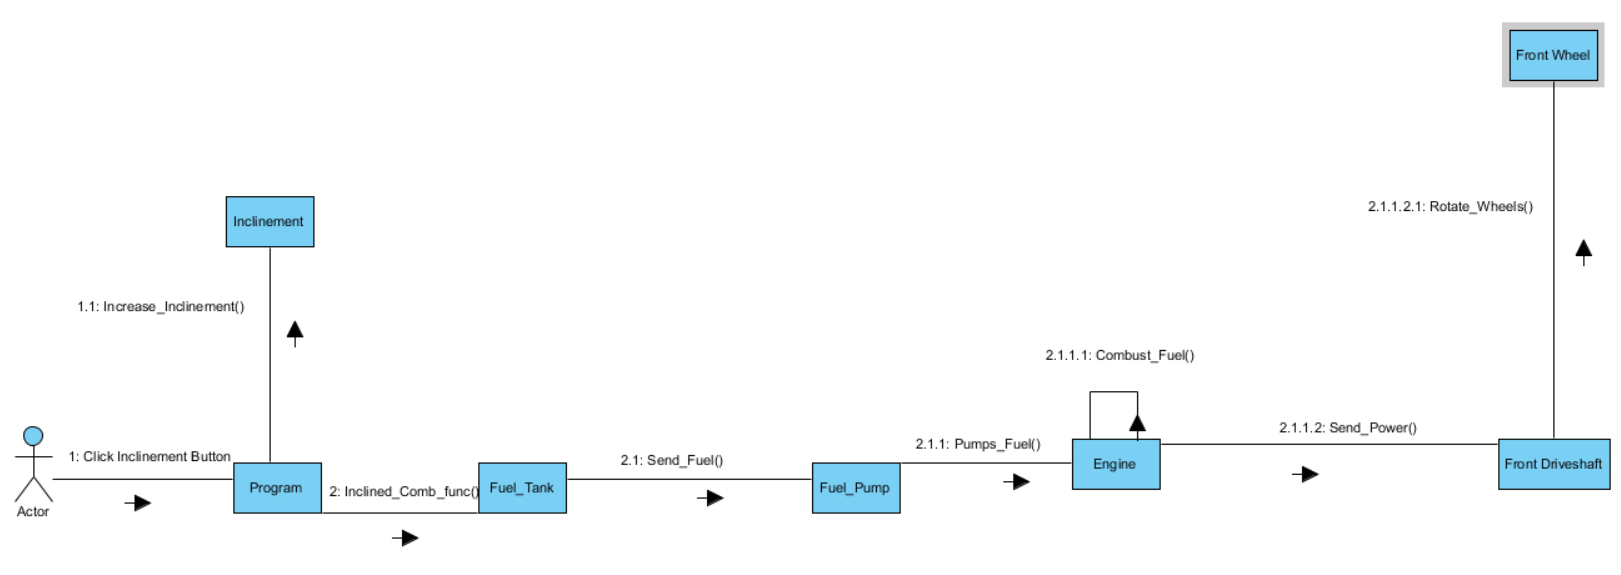 Front Wheel
2.1.1.2.1: Rotate_Wheels()
Inclinement
1.1: Increase_Inclinement()
2.1.1.1: Combust_Fuel()
2.1.1.2: Send_Power()
2.1.1: Pumps_Fuel()
1: Click Inclinement Button
2.1: Send_Fuel()
Engine
Front Driveshaft
Program
2: Inclined_Comb_func()
Fuel_Tank
Fuel_Pump
Actor